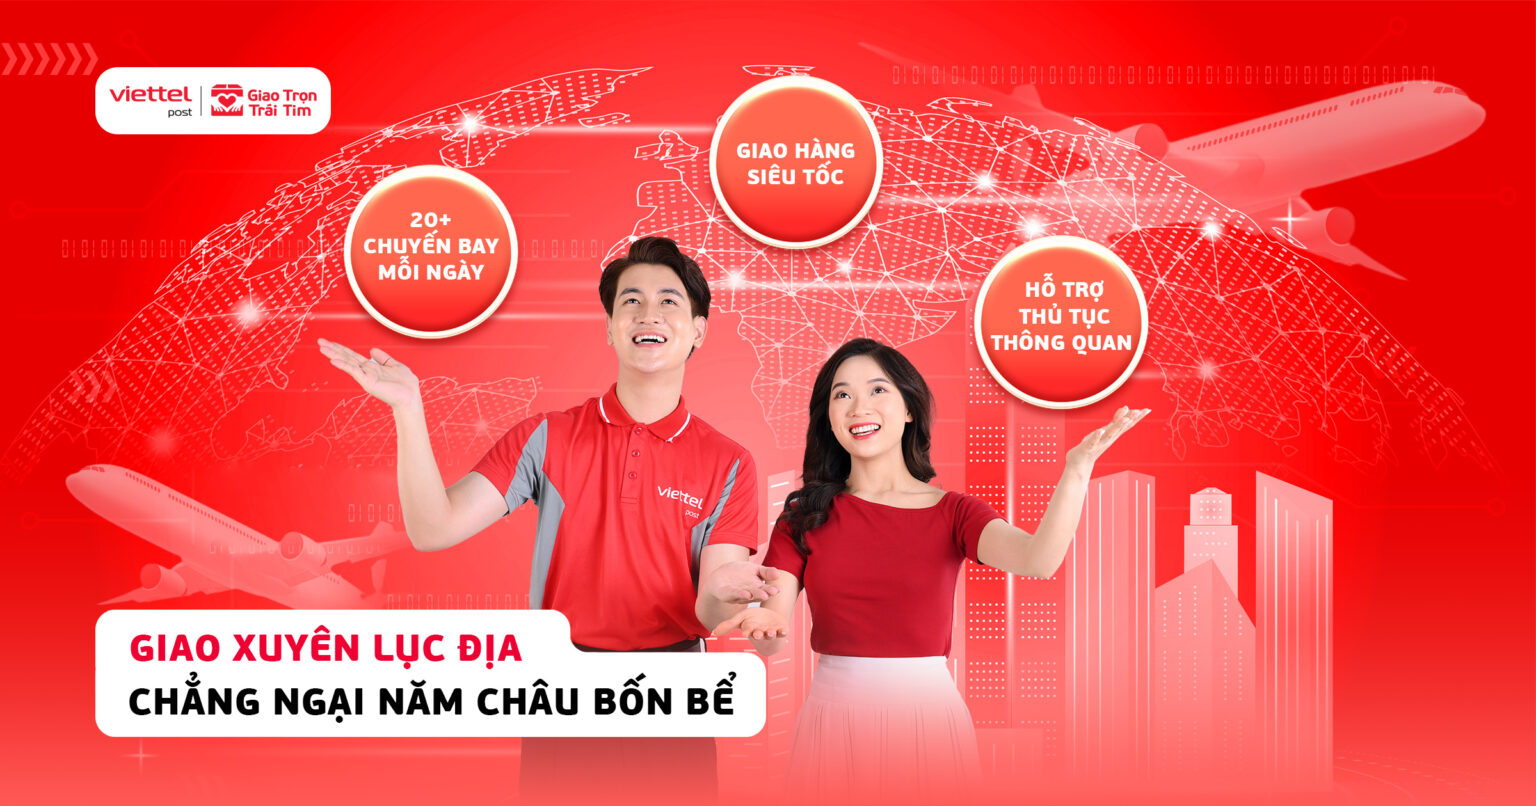 viettel
post
Giao Trọn
Trái Tim
20+
CHUYẾN BAY
MỖI NGÀY
GIAO HÀNG
SIÊU TỐC
HỖ TRỢ
THỦ TỤC
THÔNG QUAN
viettel
post
GIAO XUYÊN LỤC ĐỊA
CHẲNG NGẠI NĂM CHÂU BỐN BỂ